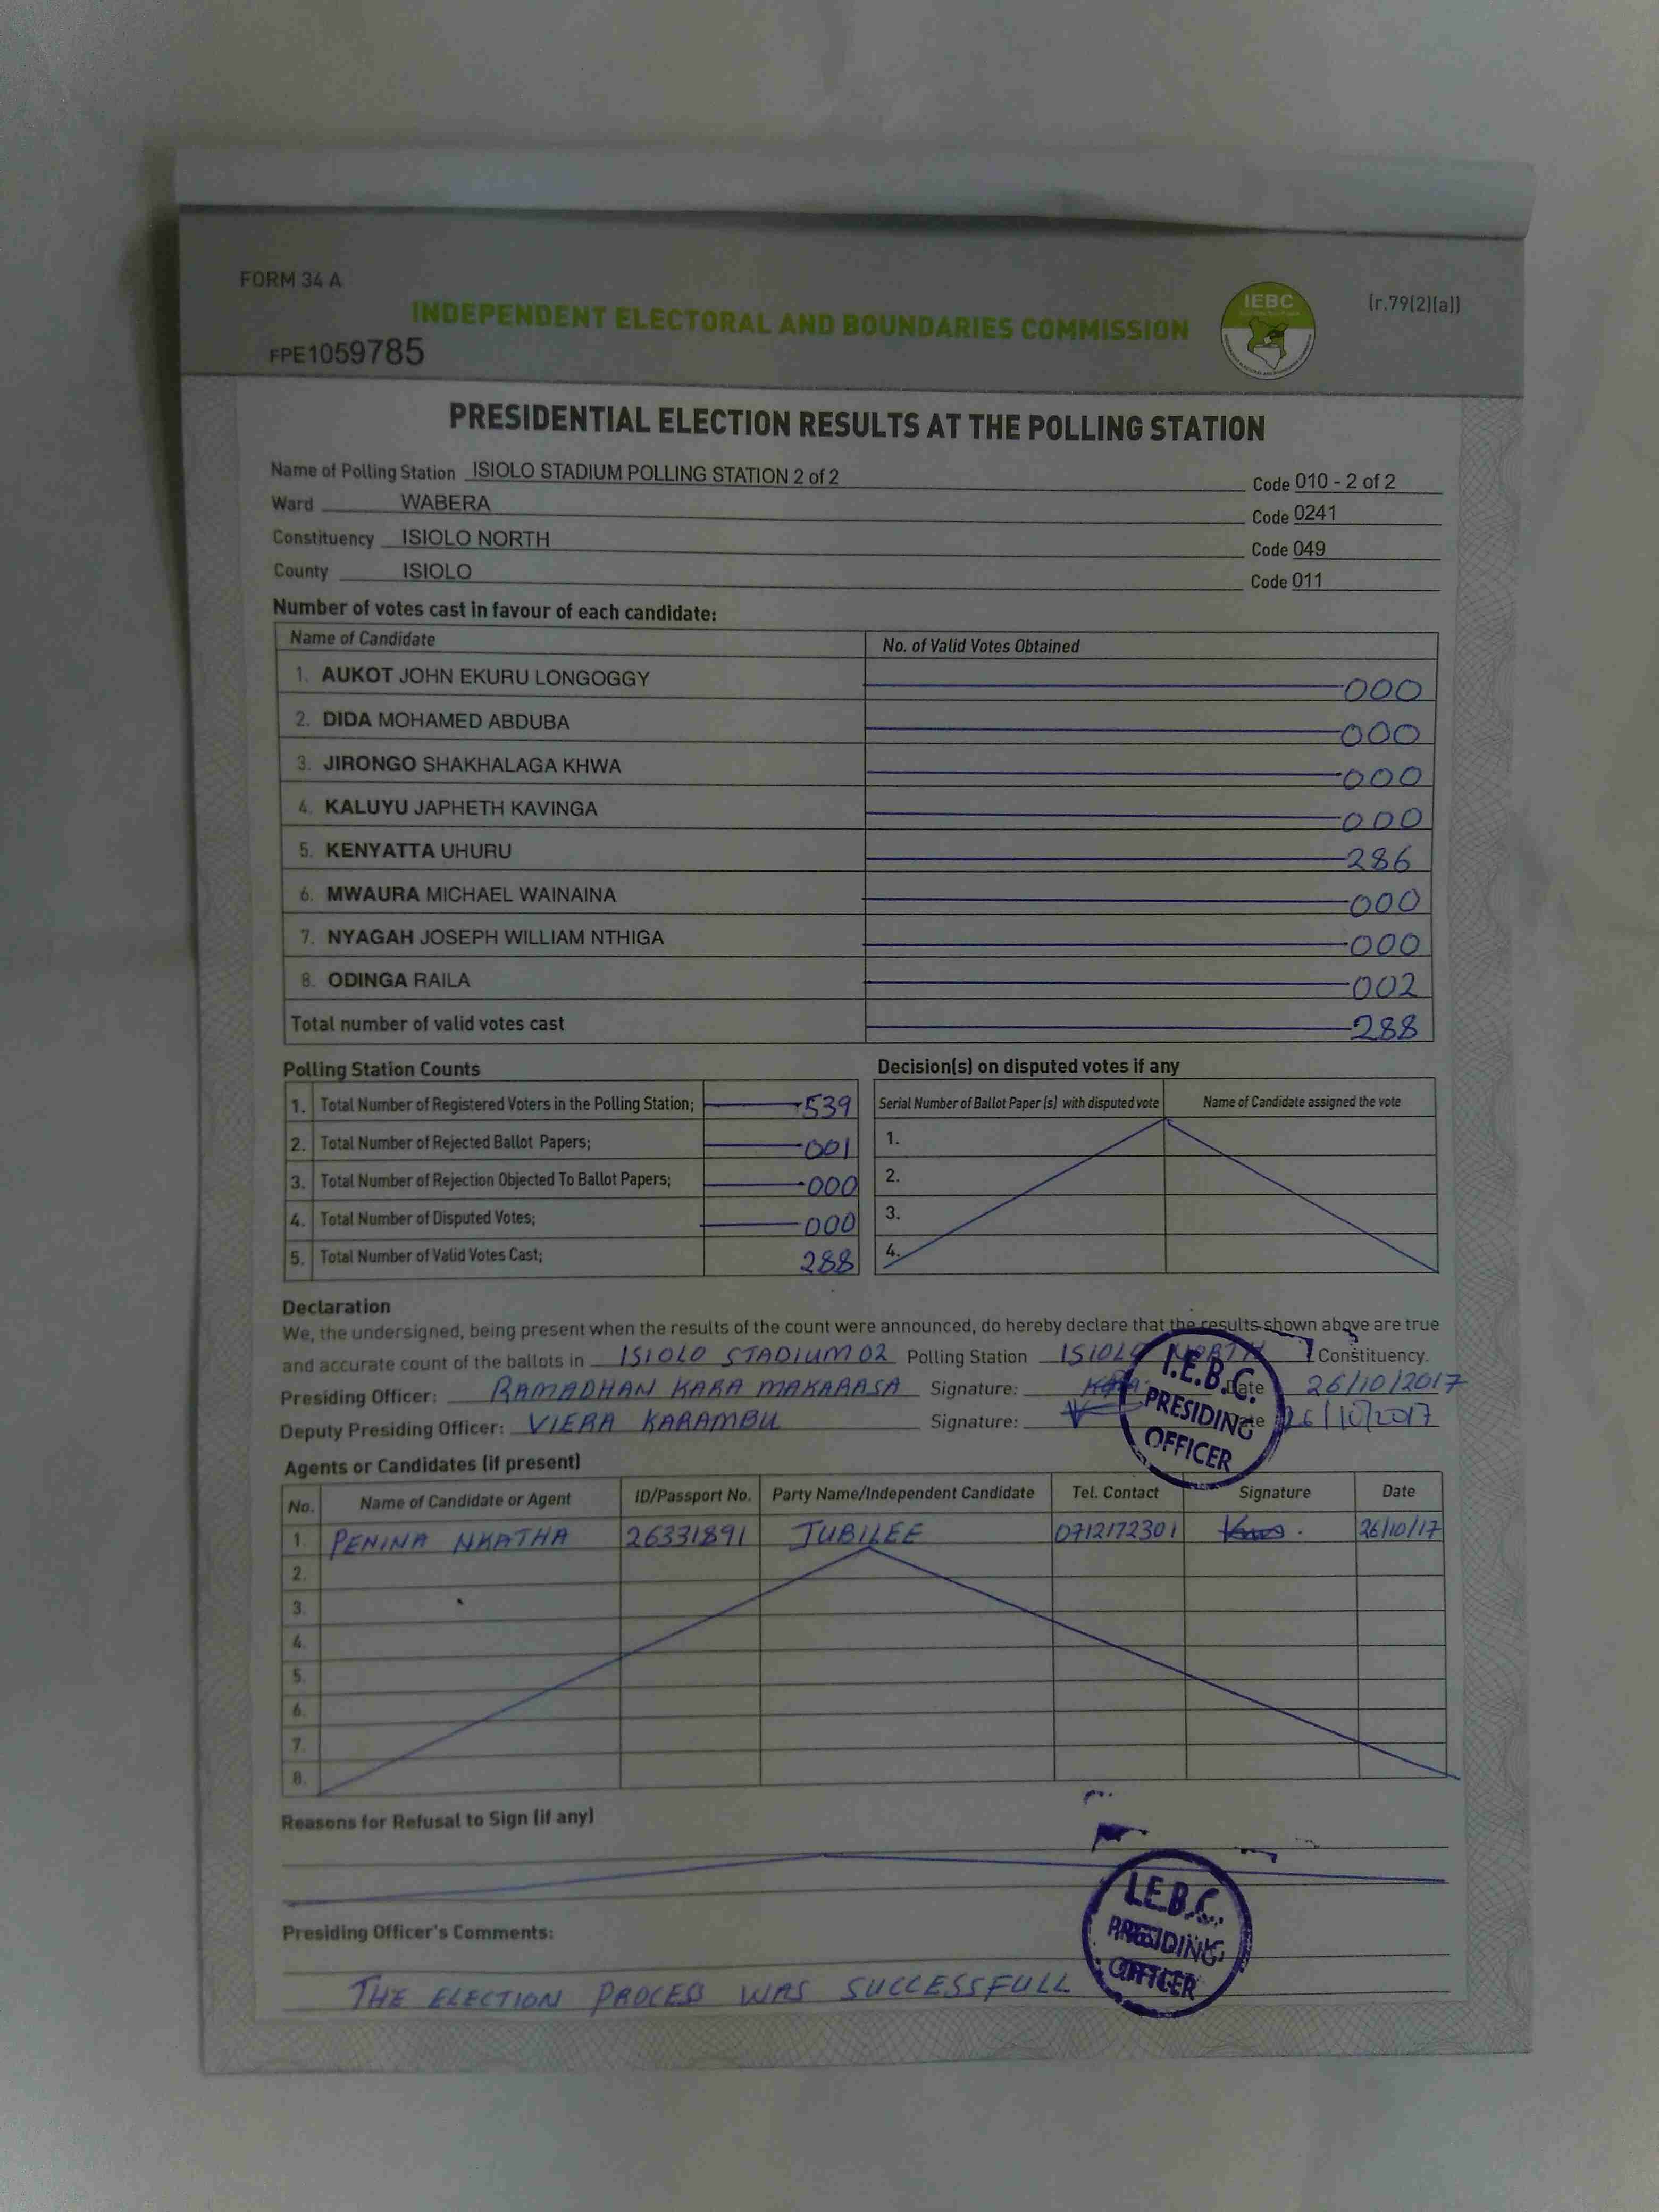 FORM 34 A
INDEPENDENT ELECTORAL AND BOUNDARIES COMMISSION
IEBC
(r.79(2)(a))
FPE1059785
PRESIDENTIAL ELECTION RESULTS AT THE POLLING STATION
Name of Polling Station ISIOLO STADIUM POLLING STATION 2 of 2 Code 010 - 2 of 2
Ward WABERA Code 0241
Constituency ISIOLO NORTH Code 049
County ISIOLO Code 011
Number of votes cast in favour of each candidate:
Name of Candidate No. of Valid Votes Obtained
1. AUKOT JOHN EKURU LONGOGGY 000
2. DIDA MOHAMED ABDUBA 000
3. JIRONGO SHAKHALAGA KHWA 000
4. KALUYU JAPHETH KAVINGA 000
5. KENYATTA UHURU 286
6. MWAURA MICHAEL WAINAINA 000
7. NYAGAH JOSEPH WILLIAM NTHIGA 000
8. ODINGA RAILA 002
Total number of valid votes cast 288
Polling Station Counts
1. Total Number of Registered Voters in the Polling Station; 539
2. Total Number of Rejected Ballot Papers; 001
3. Total Number of Rejection Objected To Ballot Papers; 000
4. Total Number of Disputed Votes; 000
5. Total Number of Valid Votes Cast; 288
Decision(s) on disputed votes if any
Serial Number of Ballot Paper (s) with disputed vote Name of Candidate assigned the vote
1.
2.
3.
4.
Declaration
We, the undersigned, being present when the results of the count were announced, do hereby declare that the results shown above are true
and accurate count of the ballots in ISIOLO STADIUM 02 Polling Station ISIOLO NORTH Constituency.
Presiding Officer: RAMADHAN KARA MAKARASA Signature: Date 26/10/2017
Deputy Presiding Officer: VIERA KARAMBU Signature: Date 26/10/2017
I.E.B.C.
PRESIDING
OFFICER
Agents or Candidates (if present)
No. Name of Candidate or Agent ID/Passport No. Party Name/Independent Candidate Tel. Contact Signature Date
1. PENINA NKATHA 26331891 JUBILEE 0712172301 26/10/17
2.
3.
4.
5.
6.
7.
8.
Reasons for Refusal to Sign (if any)
Presiding Officer's Comments:
THE ELECTION PROCESS WAS SUCCESSFULL
I.E.B.C.
PRESIDING
OFFICER